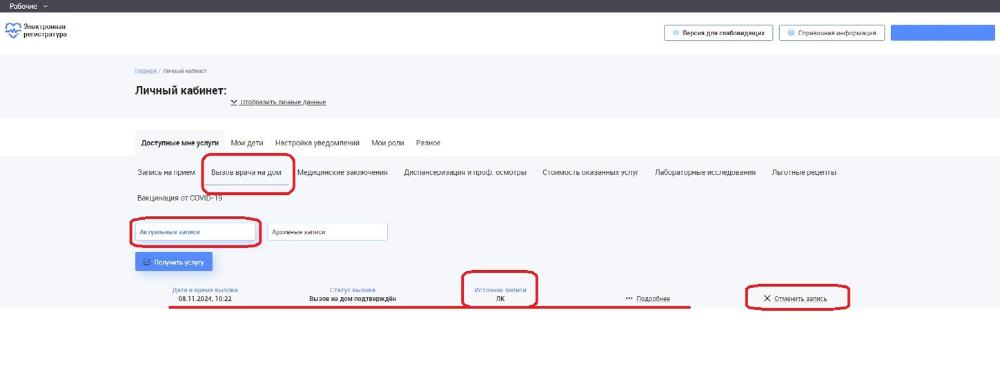 Рабочие
Электронная
регистратура
Версия для слабовидящих
Справочная информация
Главная / Личный кабинет
Личный кабинет:
Отобразить личные данные
Доступные мне услуги Мои дети Настройка уведомлений Мои роли Разное
Запись на прием Вызов врача на дом Медицинские заключения Диспансеризация и проф. осмотры Стоимость оказанных услуг Лабораторные исследования Льготные рецепты
Вакцинация от COVID-19
Актуальные записи Архивные записи
Получить услугу
Дата и время вызова Статус вызова Источник записи
08.11.2024, 10:22 Вызов на дом подтверждён ЛК ••• Подробнее Отменить запись